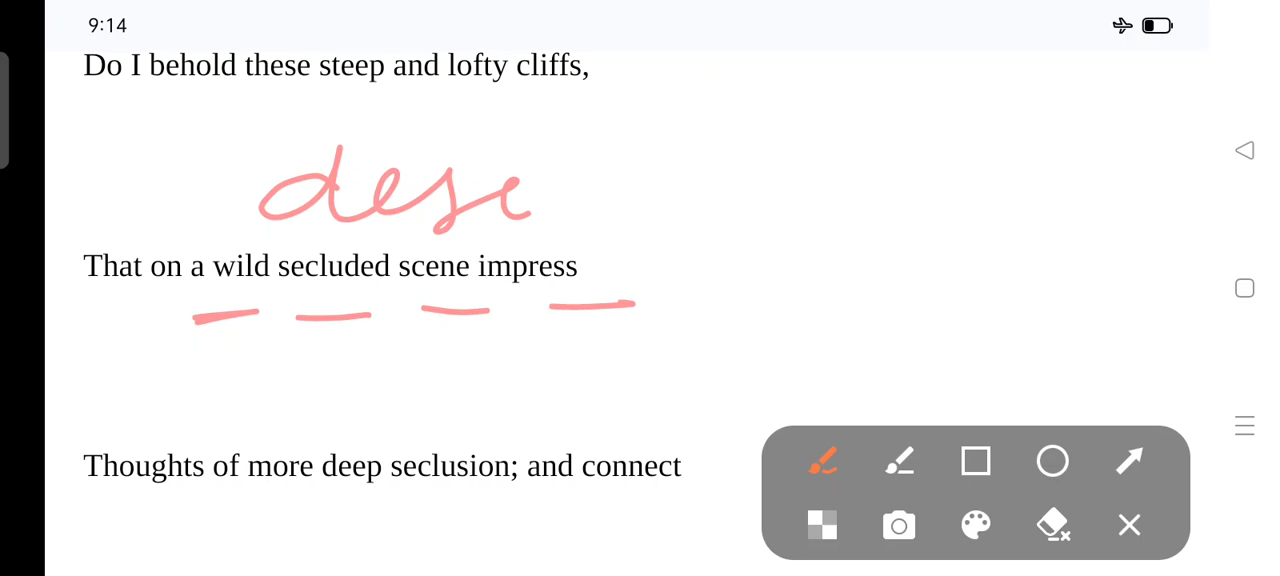 9:14
Do I behold these steep and lofty cliffs,
dese
That on a wild secluded scene impress
Thoughts of more deep seclusion; and connect